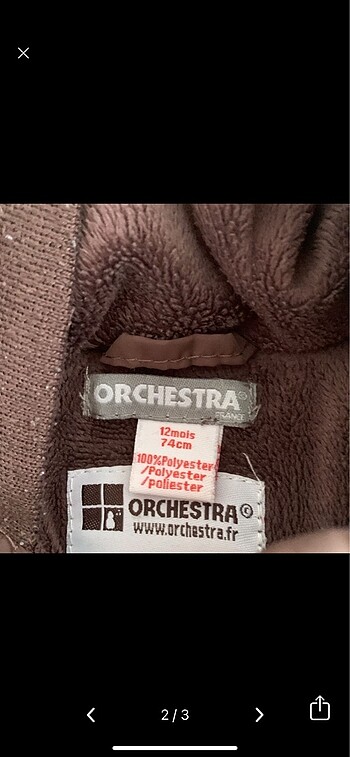 ORCHESTRA®
FRANCE
12mois
74cm
100%Polyester
/Polyester
/poliester
ORCHESTRA©
www.orchestra.fr
2/3